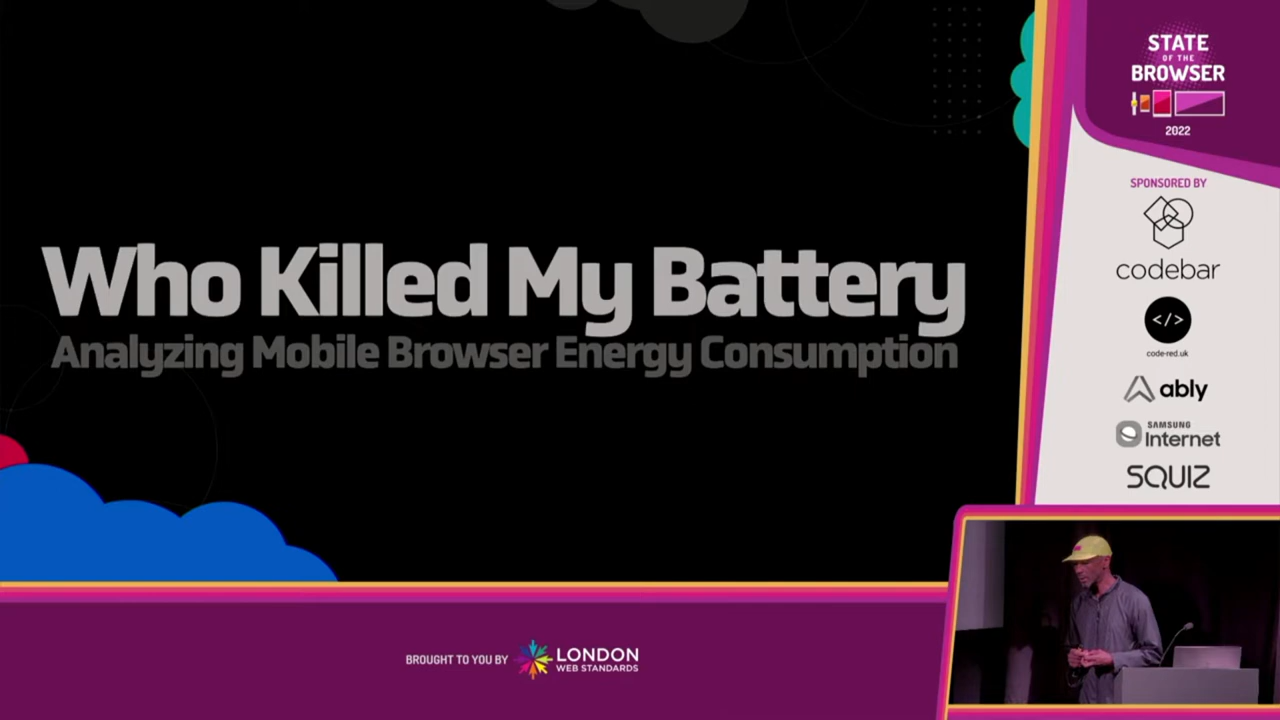 Who Killed My Battery
Analyzing Mobile Browser Energy Consumption
STATE
OF THE
BROWSER
2022
SPONSORED BY
codebar
</>
code-red.uk
ably
SAMSUNG
Internet
SQUIZ
BROUGHT TO YOU BY
LONDON
WEB STANDARDS